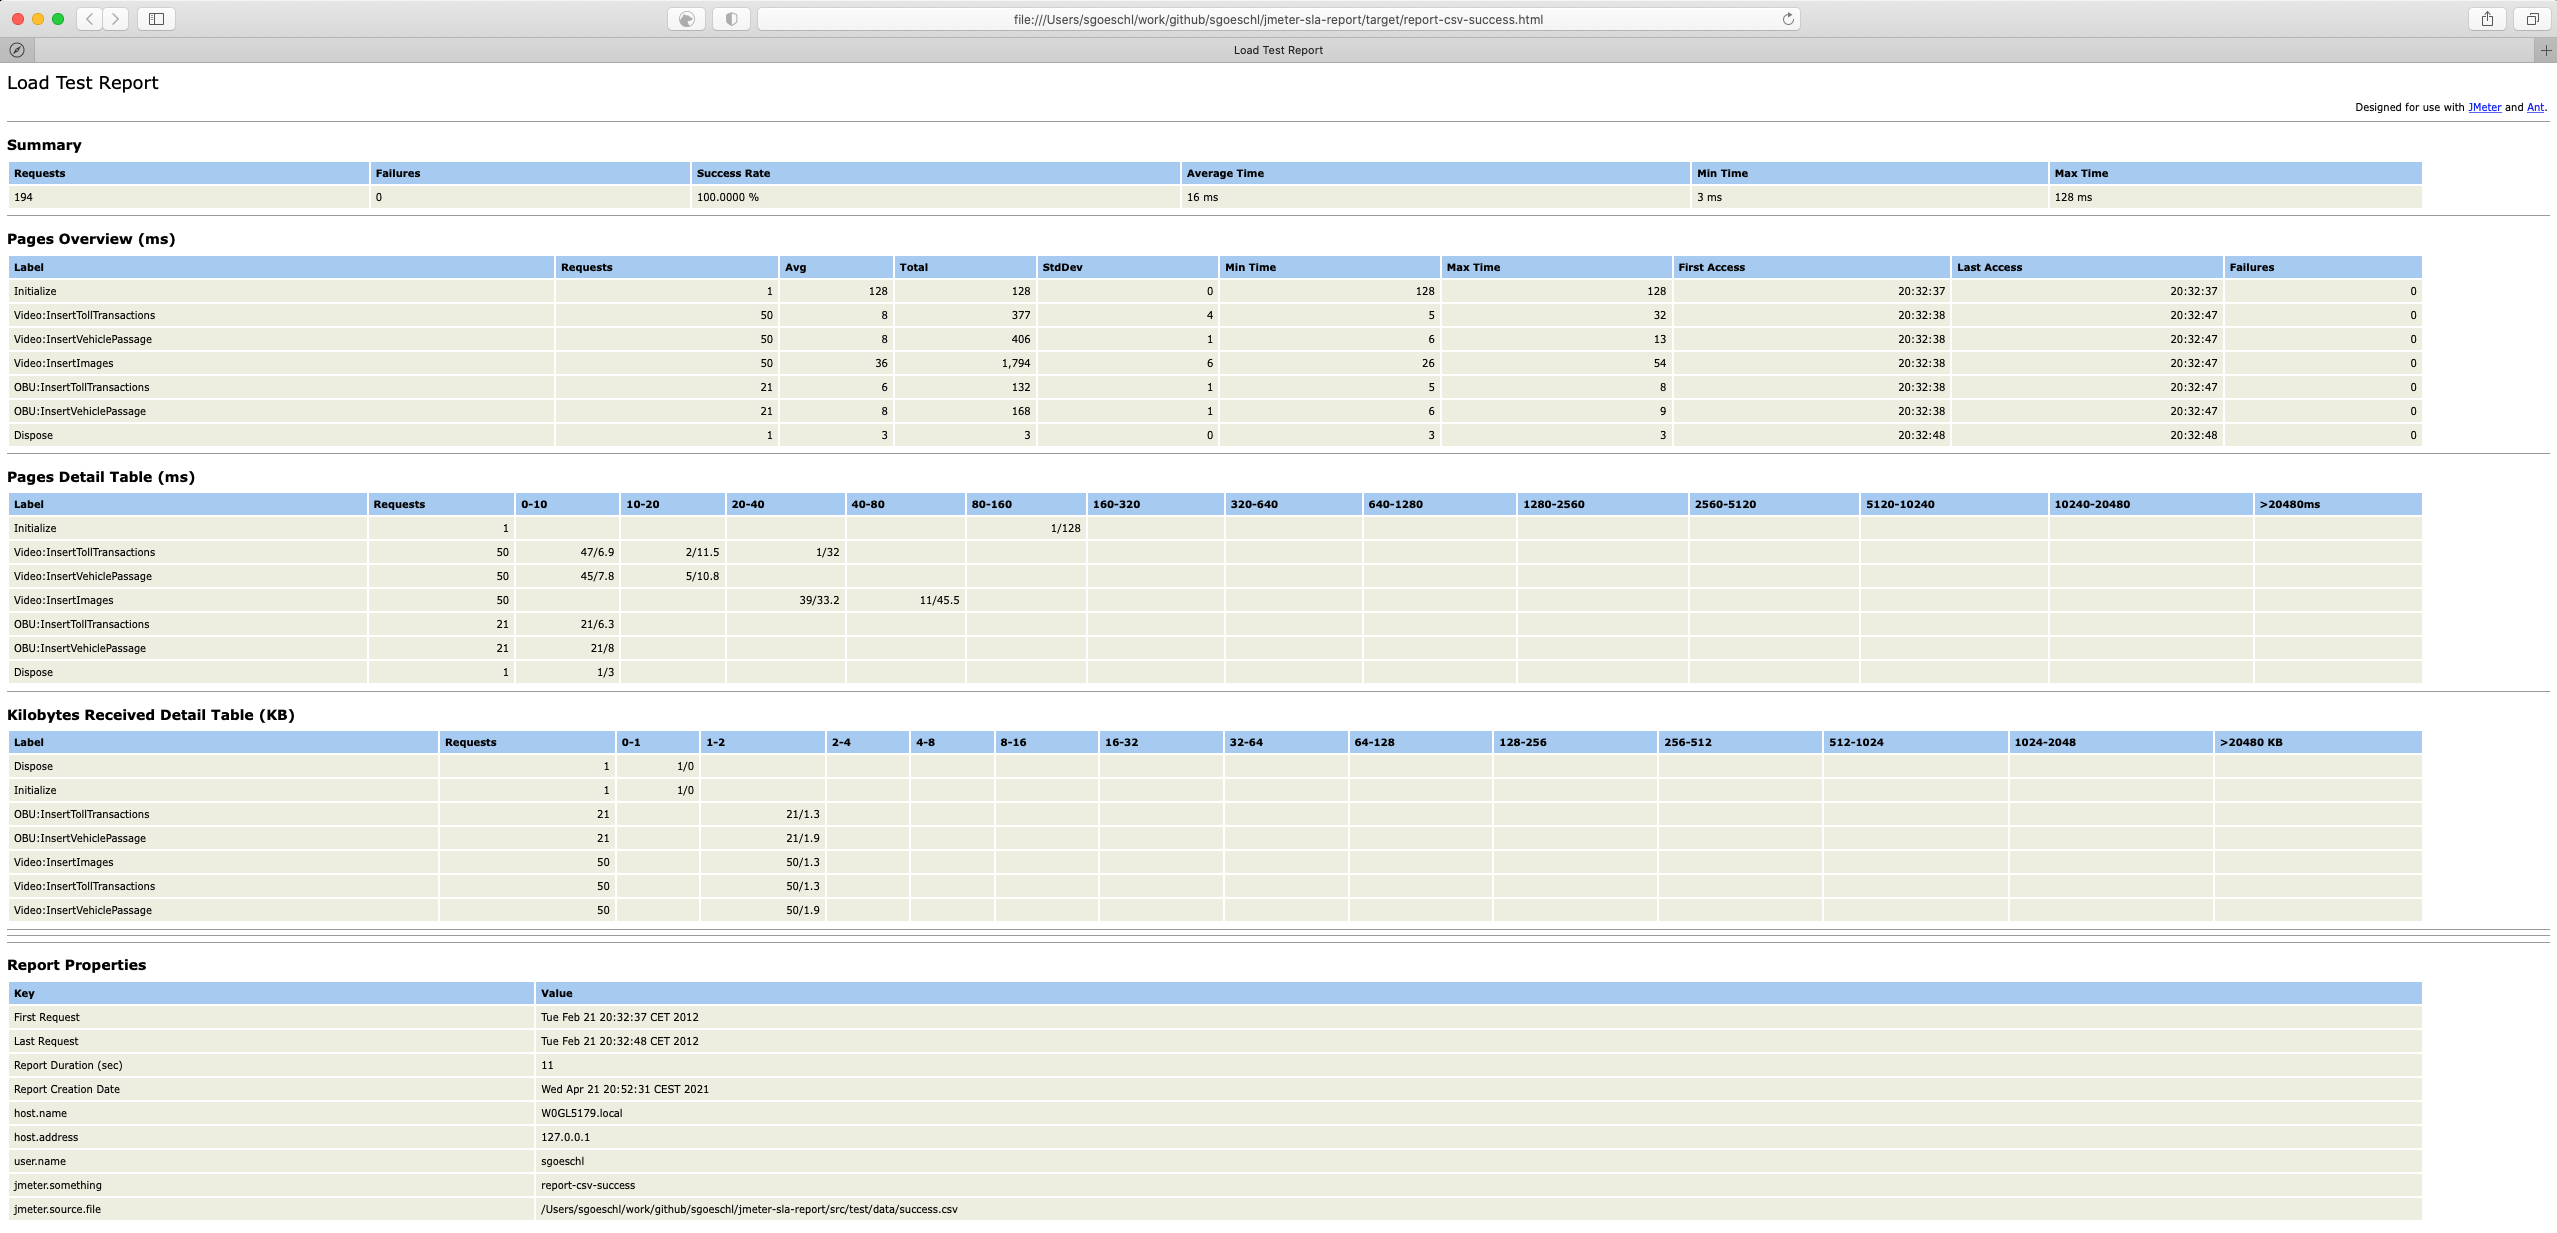 file:///Users/sgoeschl/work/github/sgoeschl/jmeter-sla-report/target/report-csv-success.html
Load Test Report
Load Test Report
Designed for use with JMeter and Ant.
Summary
Requests Failures Success Rate Average Time Min Time Max Time
194 0 100.0000 % 16 ms 3 ms 128 ms
Pages Overview (ms)
Label Requests Avg Total StdDev Min Time Max Time First Access Last Access Failures
Initialize 1 128 128 0 128 128 20:32:37 20:32:37 0
Video:InsertTollTransactions 50 8 377 4 5 32 20:32:38 20:32:47 0
Video:InsertVehiclePassage 50 8 406 1 6 13 20:32:38 20:32:47 0
Video:InsertImages 50 36 1,794 6 26 54 20:32:38 20:32:47 0
OBU:InsertTollTransactions 21 6 132 1 5 8 20:32:38 20:32:47 0
OBU:InsertVehiclePassage 21 8 168 1 6 9 20:32:38 20:32:47 0
Dispose 1 3 3 0 3 3 20:32:48 20:32:48 0
Pages Detail Table (ms)
Label Requests 0-10 10-20 20-40 40-80 80-160 160-320 320-640 640-1280 1280-2560 2560-5120 5120-10240 10240-20480 >20480ms
Initialize 1 1/128
Video:InsertTollTransactions 50 47/6.9 2/11.5 1/32
Video:InsertVehiclePassage 50 45/7.8 5/10.8
Video:InsertImages 50 39/33.2 11/45.5
OBU:InsertTollTransactions 21 21/6.3
OBU:InsertVehiclePassage 21 21/8
Dispose 1 1/3
Kilobytes Received Detail Table (KB)
Label Requests 0-1 1-2 2-4 4-8 8-16 16-32 32-64 64-128 128-256 256-512 512-1024 1024-2048 >20480 KB
Dispose 1 1/0
Initialize 1 1/0
OBU:InsertTollTransactions 21 21/1.3
OBU:InsertVehiclePassage 21 21/1.9
Video:InsertImages 50 50/1.3
Video:InsertTollTransactions 50 50/1.3
Video:InsertVehiclePassage 50 50/1.9
Report Properties
Key Value
First Request Tue Feb 21 20:32:37 CET 2012
Last Request Tue Feb 21 20:32:48 CET 2012
Report Duration (sec) 11
Report Creation Date Wed Apr 21 20:52:31 CEST 2021
host.name W0GL5179.local
host.address 127.0.0.1
user.name sgoeschl
jmeter.something report-csv-success
jmeter.source.file /Users/sgoeschl/work/github/sgoeschl/jmeter-sla-report/src/test/data/success.csv